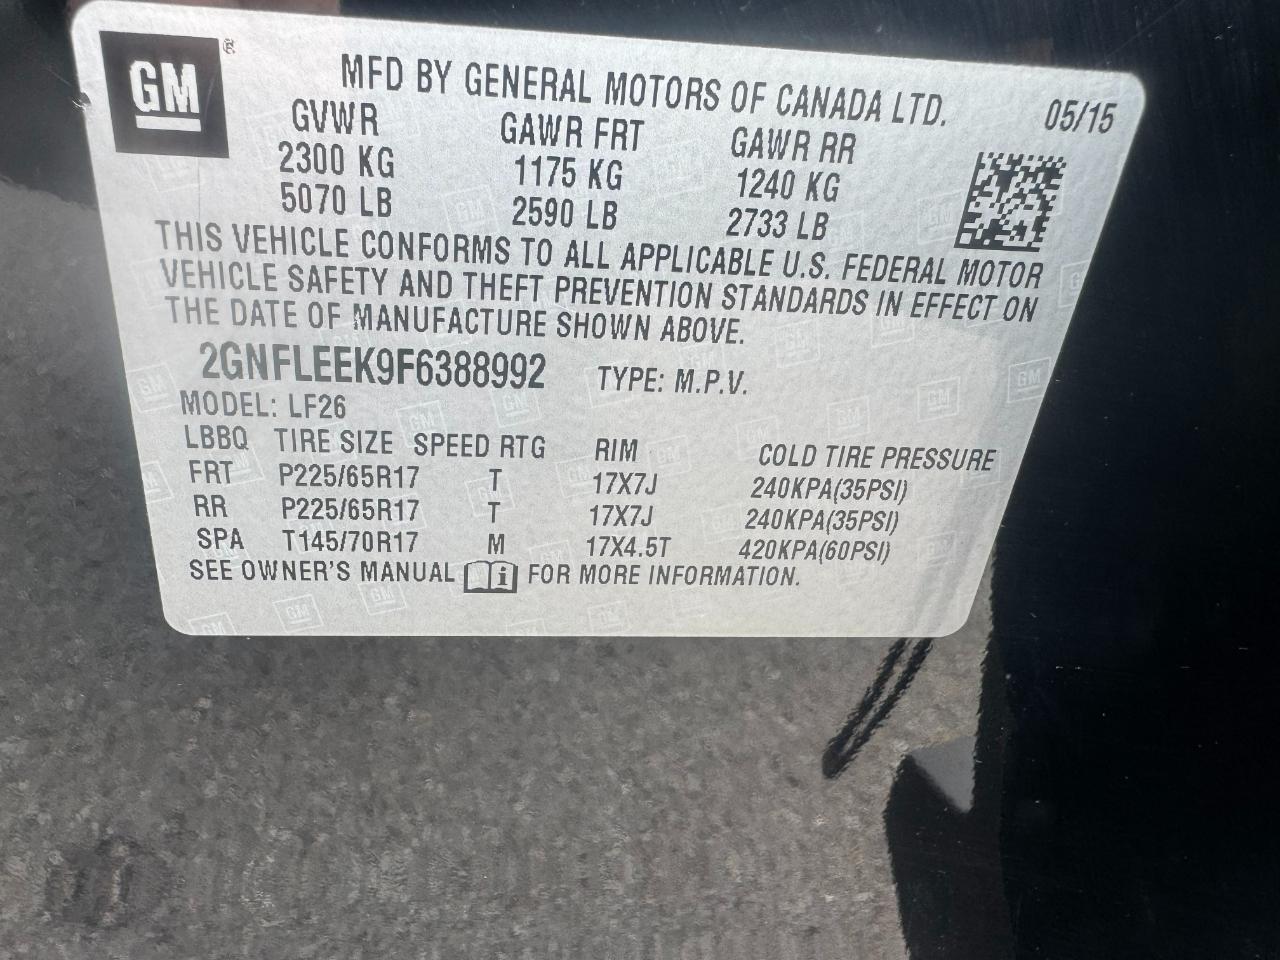 GM ®
MFD BY GENERAL MOTORS OF CANADA LTD. 05/15
GVWR GAWR FRT GAWR RR
2300 KG 1175 KG 1240 KG
5070 LB 2590 LB 2733 LB
THIS VEHICLE CONFORMS TO ALL APPLICABLE U.S. FEDERAL MOTOR
VEHICLE SAFETY AND THEFT PREVENTION STANDARDS IN EFFECT ON
THE DATE OF MANUFACTURE SHOWN ABOVE.
2GNFLEEK9F6388992 TYPE: M.P.V.
MODEL: LF26
LBBQ TIRE SIZE SPEED RTG RIM COLD TIRE PRESSURE
FRT P225/65R17 T 17X7J 240KPA(35PSI)
RR P225/65R17 T 17X7J 240KPA(35PSI)
SPA T145/70R17 M 17X4.5T 420KPA(60PSI)
SEE OWNER'S MANUAL i FOR MORE INFORMATION.